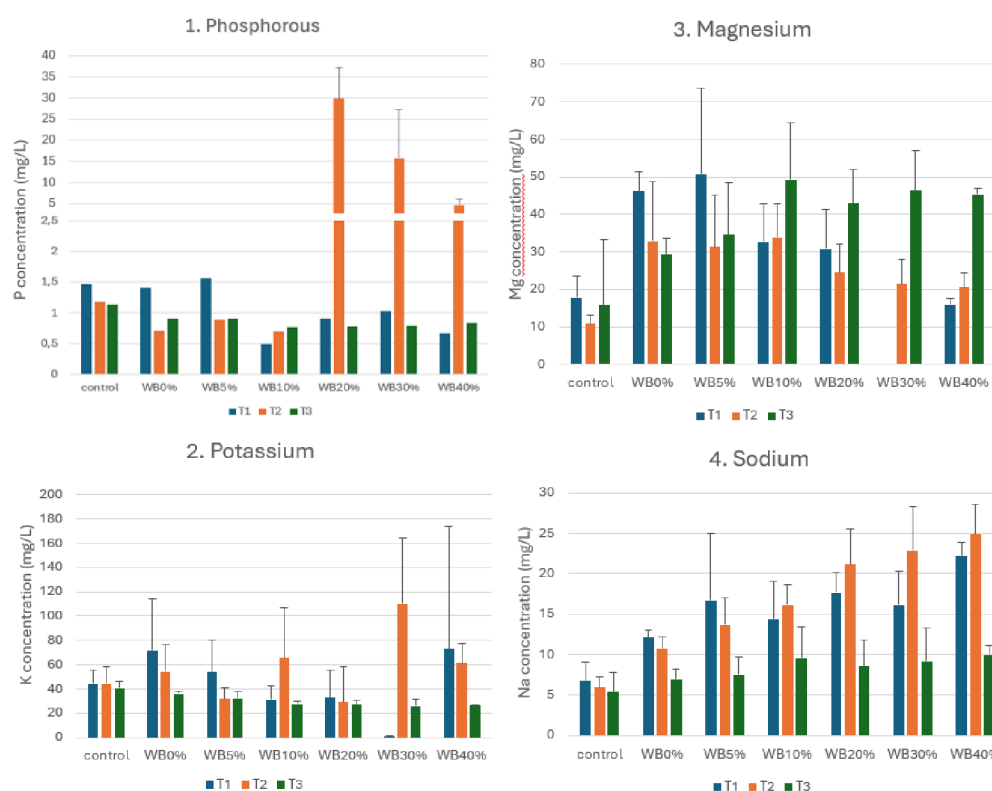 1. Phosphorous
P concentration (mg/L)
40
35
30
25
20
15
10
5
2,5
2
1,5
1
0,5
0
control WB0% WB5% WB10% WB20% WB30% WB40%
T1 T2 T3
3. Magnesium
Mg concentration (mg/L)
80
70
60
50
40
30
20
10
0
control WB0% WB5% WB10% WB20% WB30% WB40%
T1 T2 T3
2. Potassium
K concentration (mg/L)
200
180
160
140
120
100
80
60
40
20
0
control WB0% WB5% WB10% WB20% WB30% WB40%
T1 T2 T3
4. Sodium
Na concentration (mg/L)
30
25
20
15
10
5
0
control WB0% WB5% WB10% WB20% WB30% WB40%
T1 T2 T3